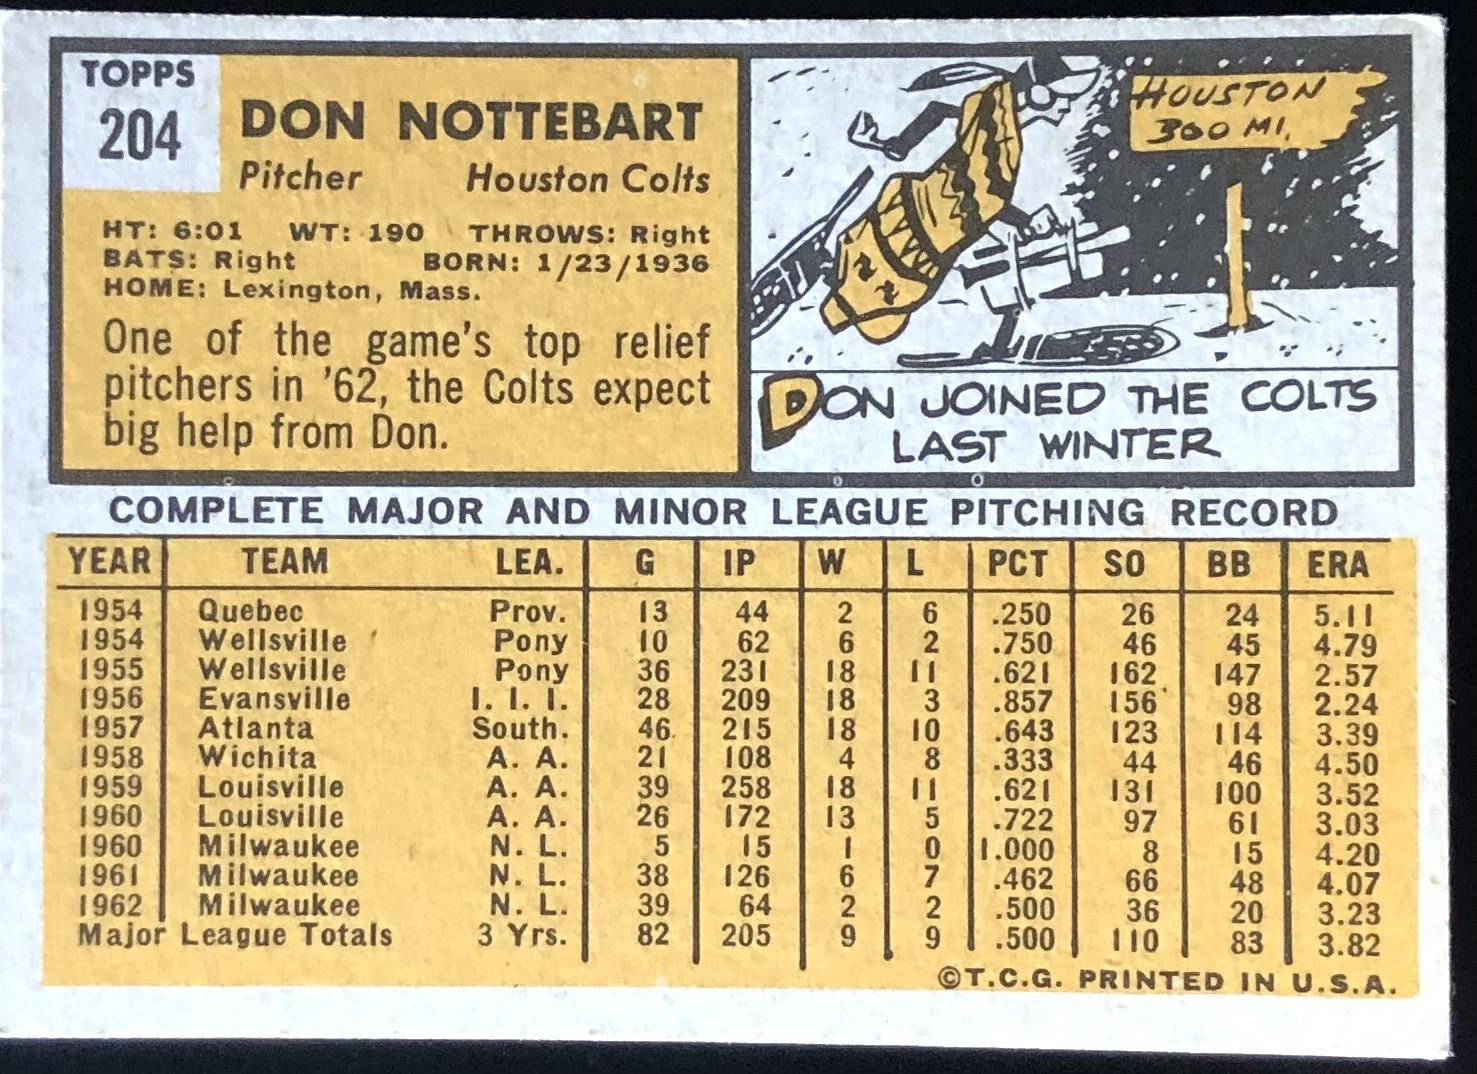 TOPPS
204
DON NOTTEBART
Pitcher Houston Colts
HT: 6:01 WT: 190 THROWS: Right
BATS: Right BORN: 1/23/1936
HOME: Lexington, Mass.
One of the game's top relief
pitchers in '62, the Colts expect
big help from Don.
HOUSTON
300 MI.
DON JOINED THE COLTS
LAST WINTER
COMPLETE MAJOR AND MINOR LEAGUE PITCHING RECORD
YEAR TEAM LEA. G IP W L PCT SO BB ERA
1954 Quebec Prov. 13 44 2 6 .250 26 24 5.11
1954 Wellsville Pony 10 62 6 2 .750 46 45 4.79
1955 Wellsville Pony 36 231 18 11 .621 162 147 2.57
1956 Evansville I. I. I. 28 209 18 3 .857 156 98 2.24
1957 Atlanta South. 46 215 18 10 .643 123 114 3.39
1958 Wichita A. A. 21 108 4 8 .333 44 46 4.50
1959 Louisville A. A. 39 258 18 11 .621 131 100 3.52
1960 Louisville A. A. 26 172 13 5 .722 97 61 3.03
1960 Milwaukee N. L. 5 15 1 0 1.000 8 15 4.20
1961 Milwaukee N. L. 38 126 6 7 .462 66 48 4.07
1962 Milwaukee N. L. 39 64 2 2 .500 36 20 3.23
Major League Totals 3 Yrs. 82 205 9 9 .500 110 83 3.82
©T.C.G. PRINTED IN U.S.A.